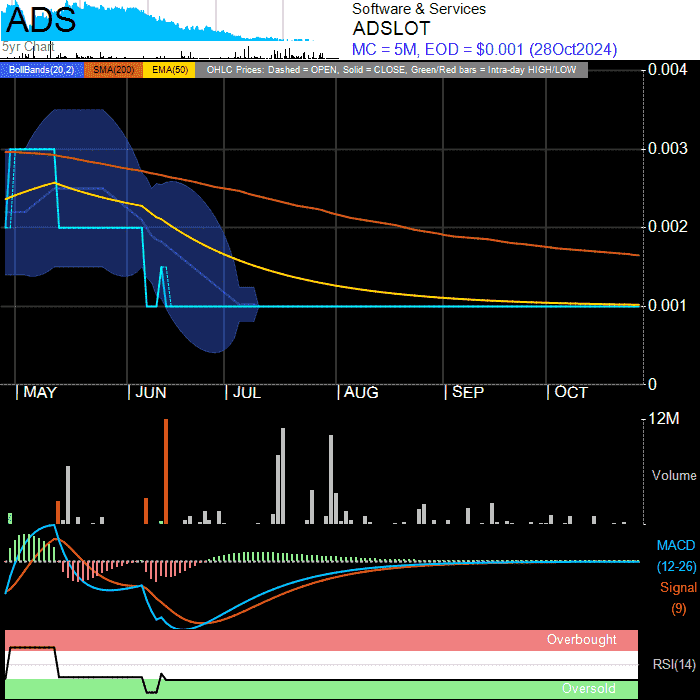 ADS
5yr Chart
Software & Services
ADSLOT
MC = 5M, EOD = $0.001 (28Oct2024)
BollBands(20,2) SMA(200) EMA(50) OHLC Prices: Dashed = OPEN, Solid = CLOSE, Green/Red bars = Intra-day HIGH/LOW
0.004
0.003
0.002
0.001
0
MAY JUN JUL AUG SEP OCT
12M
Volume
MACD
(12-26)
Signal
(9)
Overbought
RSI(14)
Oversold